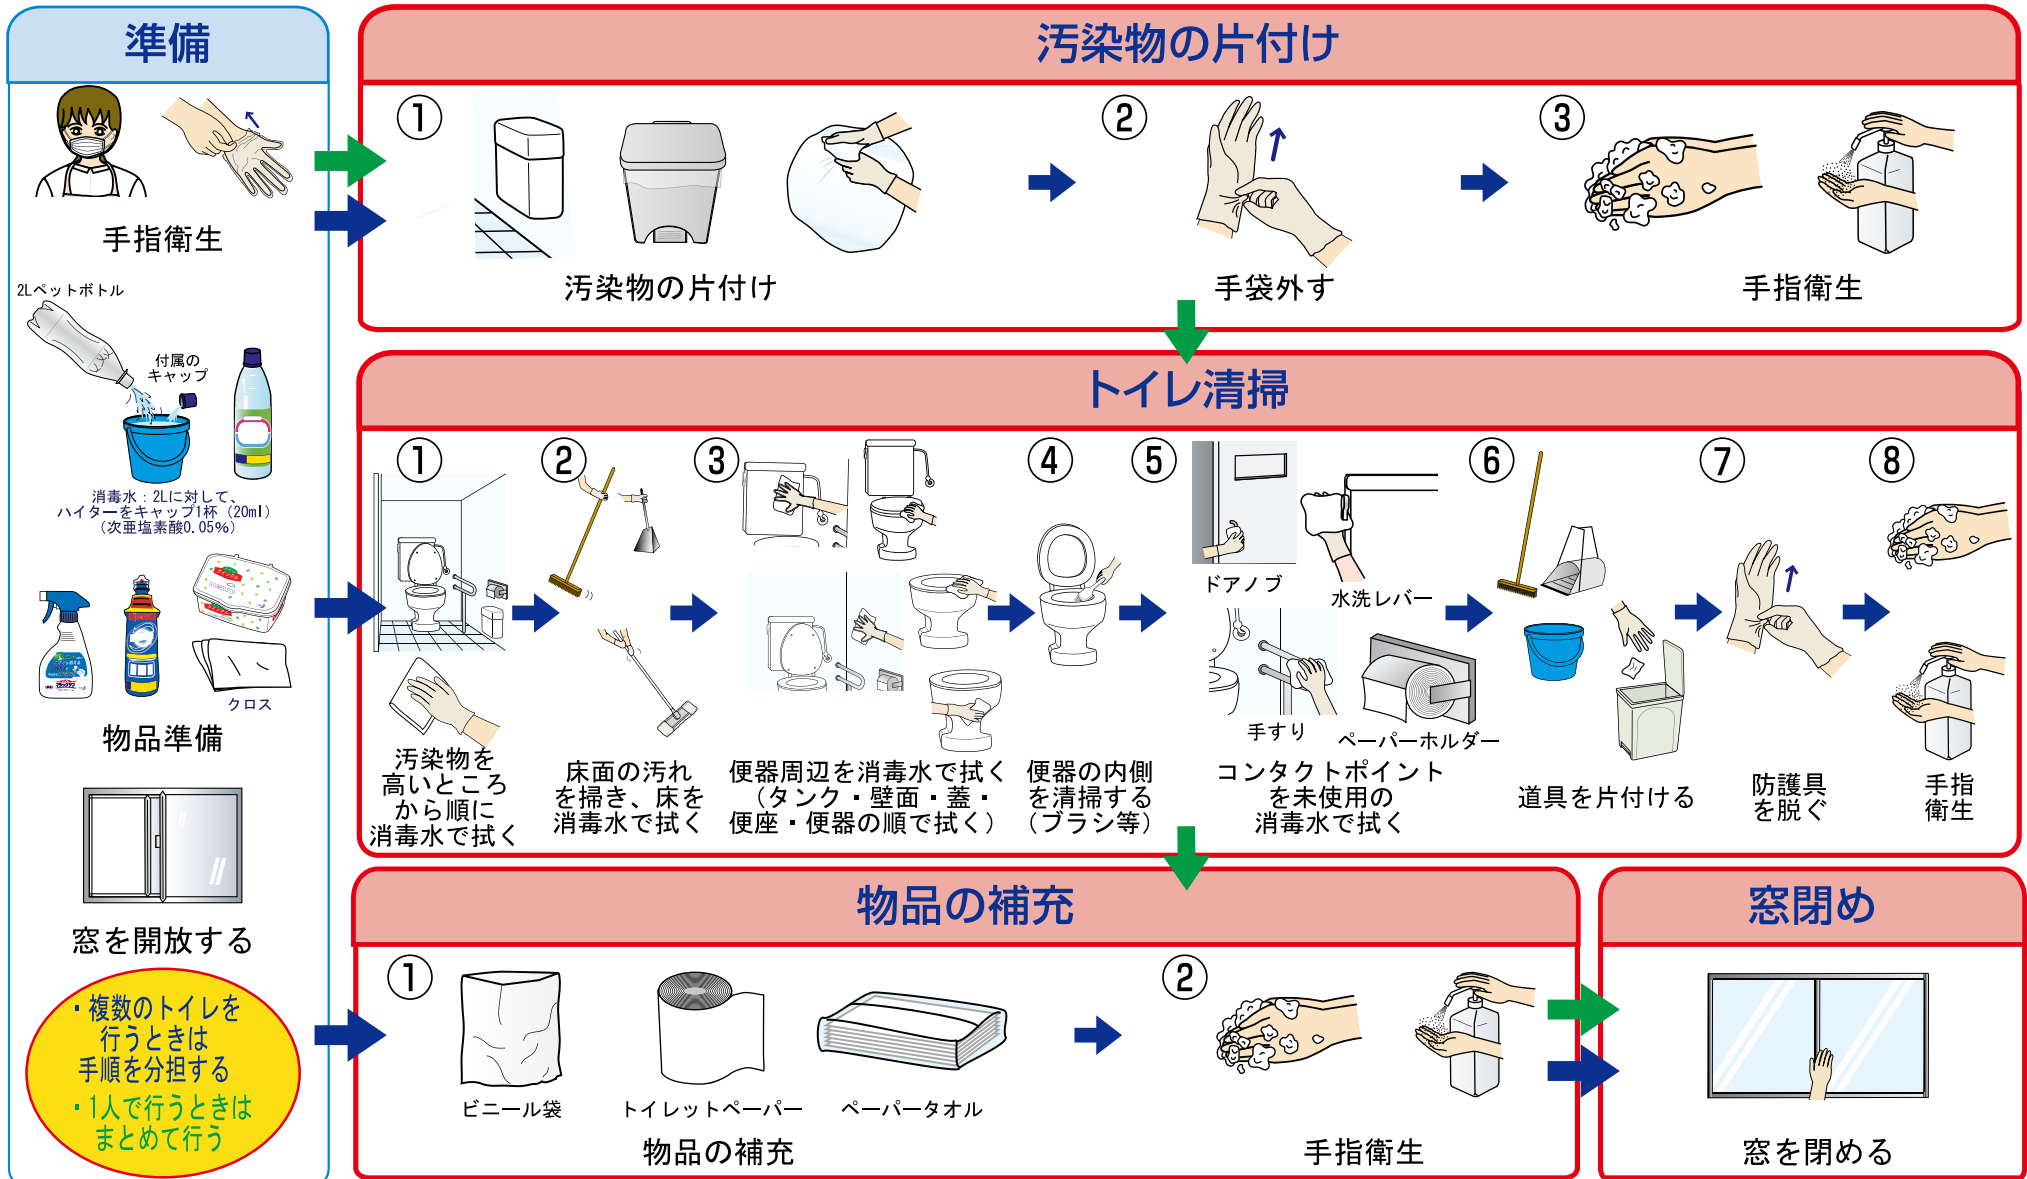 準備
手指衛生
2Lペットボトル
付属の
キャップ
消毒水：2Lに対して、
ハイターをキャップ1杯（20ml）
（次亜塩素酸0.05%）
クロス
物品準備
窓を開放する
・複数のトイレを
行うときは
手順を分担する
・1人で行うときは
まとめて行う
汚染物の片付け
①
汚染物の片付け
②
手袋外す
③
手指衛生
トイレ清掃
①
汚染物を
高いところ
から順に
消毒水で拭く
②
床面の汚れ
を掃き、床を
消毒水で拭く
③
便器周辺を消毒水で拭く
（タンク・壁面・蓋・
便座・便器の順で拭く）
④
便器の内側
を清掃する
（ブラシ等）
⑤
ドアノブ
水洗レバー
手すり
ペーパーホルダー
コンタクトポイント
を未使用の
消毒水で拭く
⑥
道具を片付ける
⑦
防護具
を脱ぐ
⑧
手指
衛生
物品の補充
①
ビニール袋
トイレットペーパー
ペーパータオル
物品の補充
②
手指衛生
窓閉め
窓を閉める